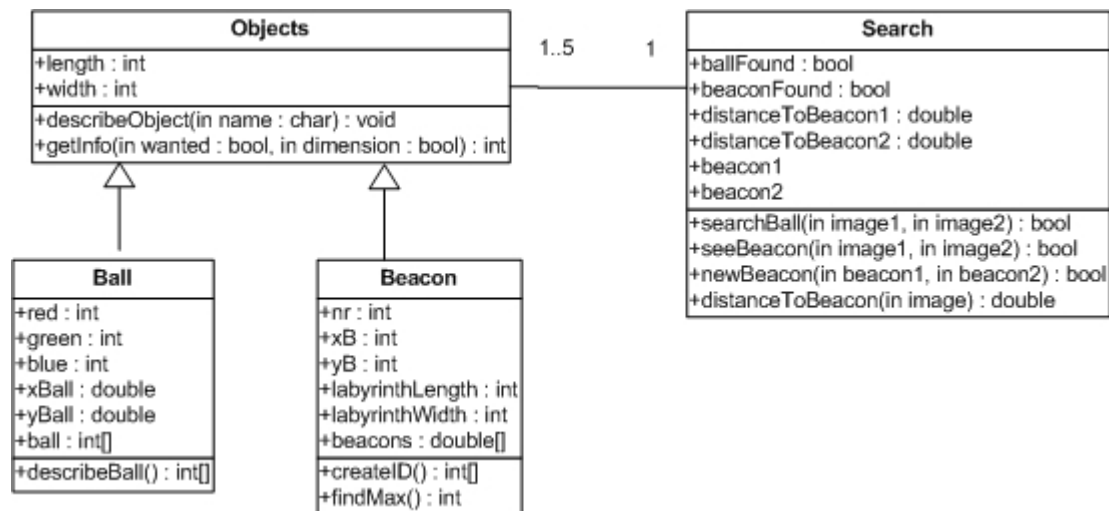 Objects
+length : int
+width : int
+describeObject(in name : char) : void
+getInfo(in wanted : bool, in dimension : bool) : int
1..5
1
Search
+ballFound : bool
+beaconFound : bool
+distanceToBeacon1 : double
+distanceToBeacon2 : double
+beacon1
+beacon2
+searchBall(in image1, in image2) : bool
+seeBeacon(in image1, in image2) : bool
+newBeacon(in beacon1, in beacon2) : bool
+distanceToBeacon(in image) : double
Ball
+red : int
+green : int
+blue : int
+xBall : double
+yBall : double
+ball : int[]
+describeBall() : int[]
Beacon
+nr : int
+xB : int
+yB : int
+labyrinthLength : int
+labyrinthWidth : int
+beacons : double[]
+createID() : int[]
+findMax() : int